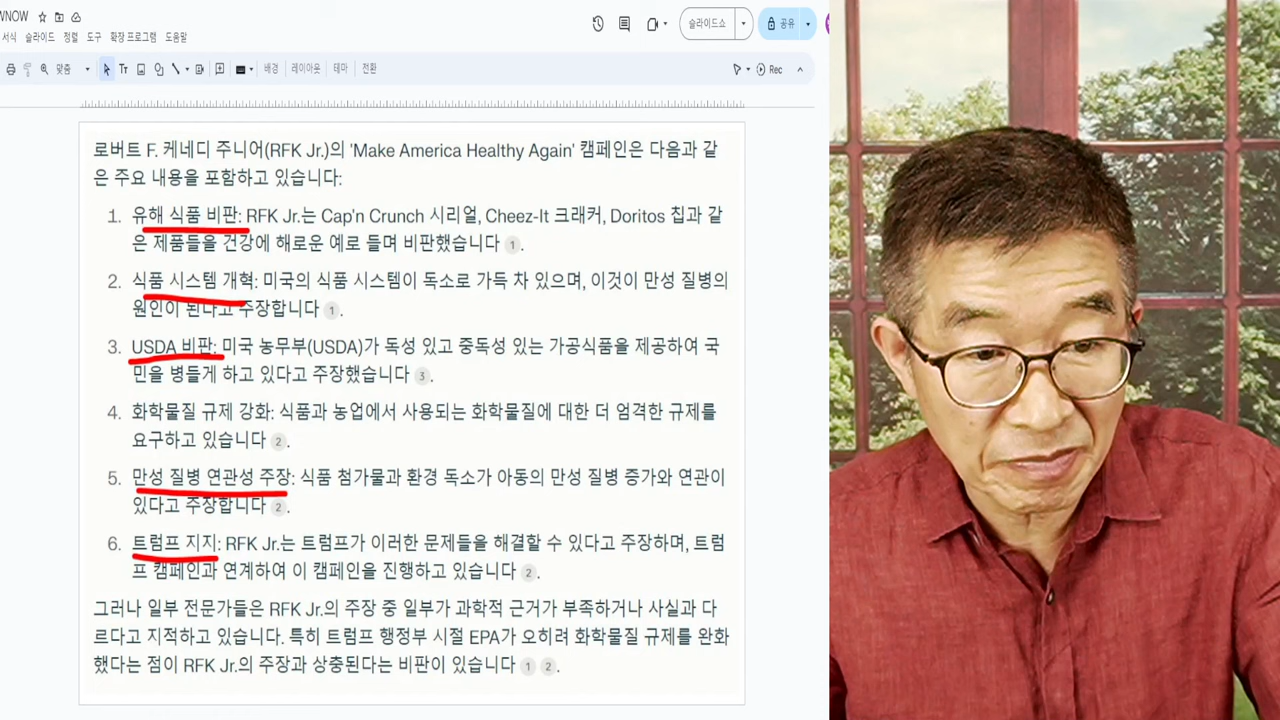 WNOW
서식 슬라이드 정렬 도구 확장 프로그램 도움말
슬라이드쇼
공유
맞춤
배경 레이아웃 테마 전환
Rec
로버트 F. 케네디 주니어(RFK Jr.)의 'Make America Healthy Again' 캠페인은 다음과 같
은 주요 내용을 포함하고 있습니다:
1. 유해 식품 비판: RFK Jr.는 Cap'n Crunch 시리얼, Cheez-It 크래커, Doritos 칩과 같
은 제품들을 건강에 해로운 예로 들며 비판했습니다 1.
2. 식품 시스템 개혁: 미국의 식품 시스템이 독소로 가득 차 있으며, 이것이 만성 질병의
원인이 된다고 주장합니다 1.
3. USDA 비판: 미국 농무부(USDA)가 독성 있고 중독성 있는 가공식품을 제공하여 국
민을 병들게 하고 있다고 주장했습니다 3.
4. 화학물질 규제 강화: 식품과 농업에서 사용되는 화학물질에 대한 더 엄격한 규제를
요구하고 있습니다 2.
5. 만성 질병 연관성 주장: 식품 첨가물과 환경 독소가 아동의 만성 질병 증가와 연관이
있다고 주장합니다 2.
6. 트럼프 지지: RFK Jr.는 트럼프가 이러한 문제들을 해결할 수 있다고 주장하며, 트럼
프 캠페인과 연계하여 이 캠페인을 진행하고 있습니다 2.
그러나 일부 전문가들은 RFK Jr.의 주장 중 일부가 과학적 근거가 부족하거나 사실과 다
르다고 지적하고 있습니다. 특히 트럼프 행정부 시절 EPA가 오히려 화학물질 규제를 완화
했다는 점이 RFK Jr.의 주장과 상충된다는 비판이 있습니다 1 2.